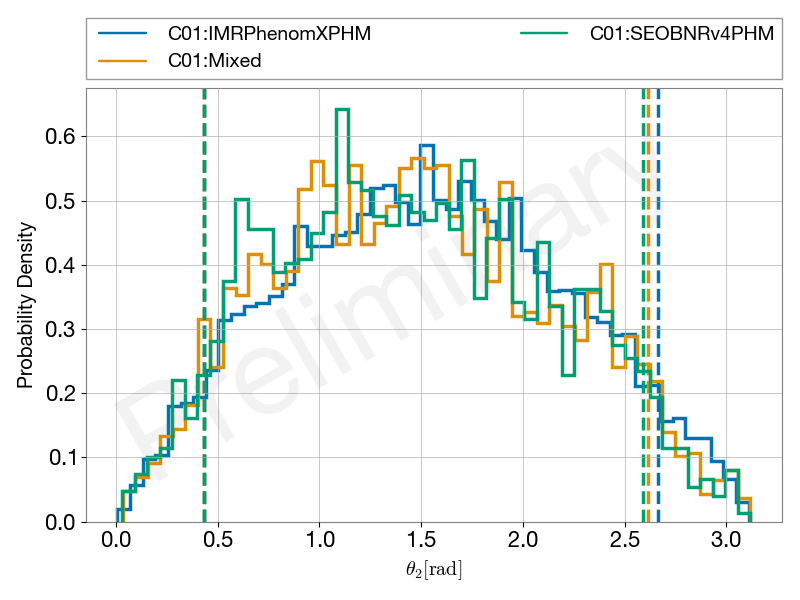 C01:IMRPhenomXPHM
C01:SEOBNRv4PHM
C01:Mixed
Preliminary
Probability Density
0.6
0.5
0.4
0.3
0.2
0.1
0.0
0.0 0.5 1.0 1.5 2.0 2.5 3.0
θ₂[rad]